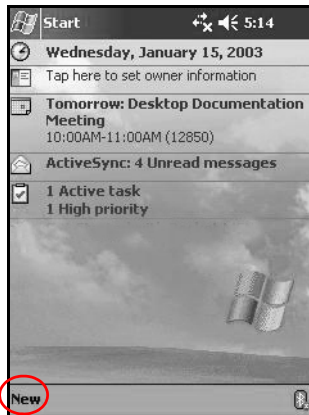 Start 5:14
Wednesday, January 15, 2003
Tap here to set owner information
Tomorrow: Desktop Documentation
Meeting
10:00AM-11:00AM (12850)
ActiveSync: 4 Unread messages
1 Active task
1 High priority
New